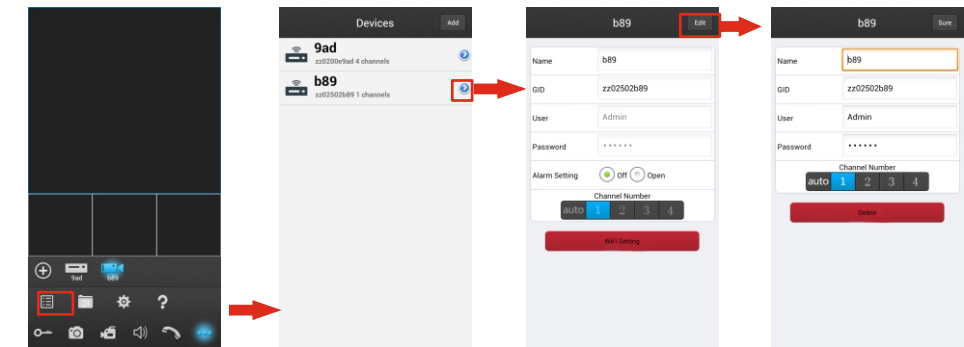 9ad
b89
?
Devices
Add
9ad
zz0200e9ad 4 channels
b89
zz02502b89 1 channels
b89
Edit
Name
b89
GID
zz02502b89
User
Admin
Password
······
Alarm Setting
Off
Open
Channel Number
auto 1 2 3 4
WiFi Setting
b89
Sure
Name
b89
GID
zz02502b89
User
Admin
Password
······
Channel Number
auto 1 2 3 4
Delete